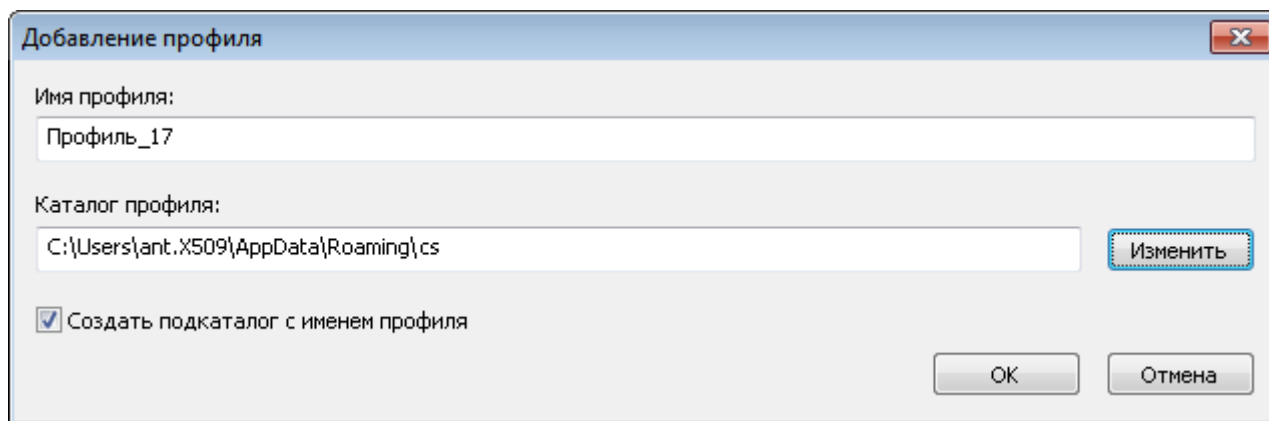 Добавление профиля
Имя профиля:
Профиль_17
Каталог профиля:
C:\Users\ant.X509\AppData\Roaming\cs
Изменить
Создать подкаталог с именем профиля
OK
Отмена